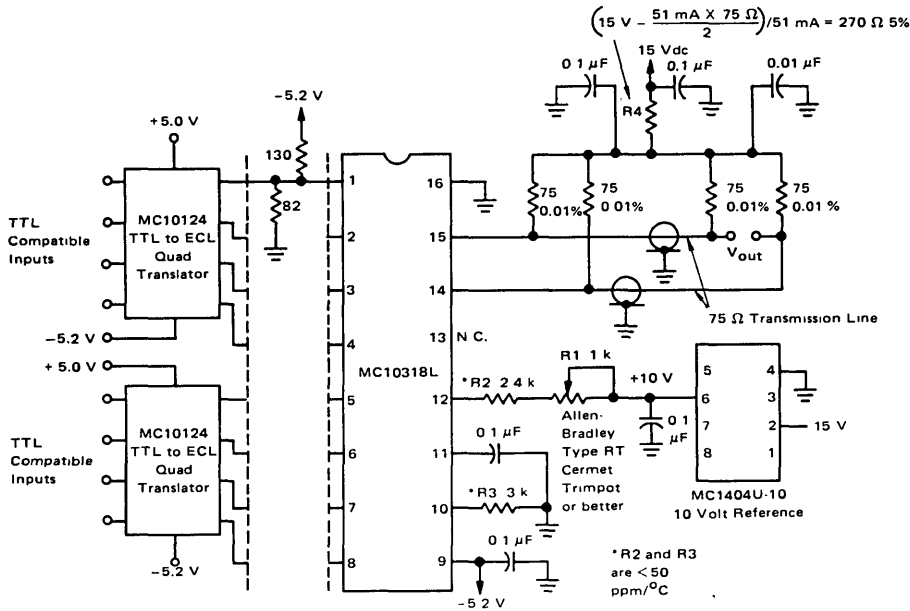 (15 V – 51 mA X 75 Ω / 2)/51 mA = 270 Ω 5%
15 Vdc
0 1 μF
0.1 μF
0.01 μF
R4
–5.2 V
+5.0 V
130
82
1
2
3
4
5
6
7
8
16
15
14
13
12
11
10
9
MC10318L
N C.
75
0.01%
75
0.01%
75
0.01%
75
0.01%
Vout
75 Ω Transmission Line
TTL
Compatible
Inputs
MC10124
TTL to ECL
Quad
Translator
–5.2 V
+ 5.0 V
TTL
Compatible
Inputs
MC10124
TTL to ECL
Quad
Translator
–5.2 V
*R2 2 4 k
R1 1 k
+10 V
Allen-
Bradley
Type RT
Cermet
Trimpot
or better
0 1
μF
0 1 μF
*R3 3 k
0 1 μF
–5 2 V
5
6
7
8
4
3
2
1
15 V
MC1404U-10
10 Volt Reference
*R2 and R3
are <50
ppm/°C